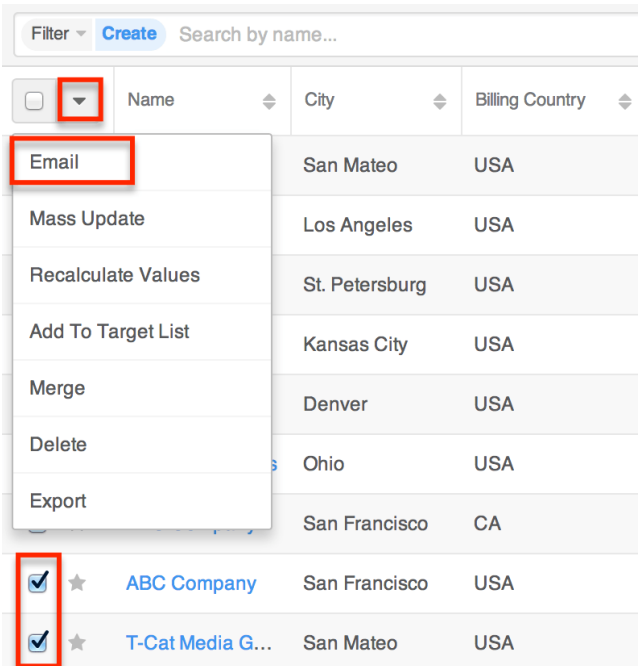 Filter Create Search by name...
Name City Billing Country
Email San Mateo USA
Mass Update Los Angeles USA
Recalculate Values St. Petersburg USA
Add To Target List Kansas City USA
Merge Denver USA
Delete Ohio USA
Export San Francisco CA
ABC Company San Francisco USA
T-Cat Media G... San Mateo USA